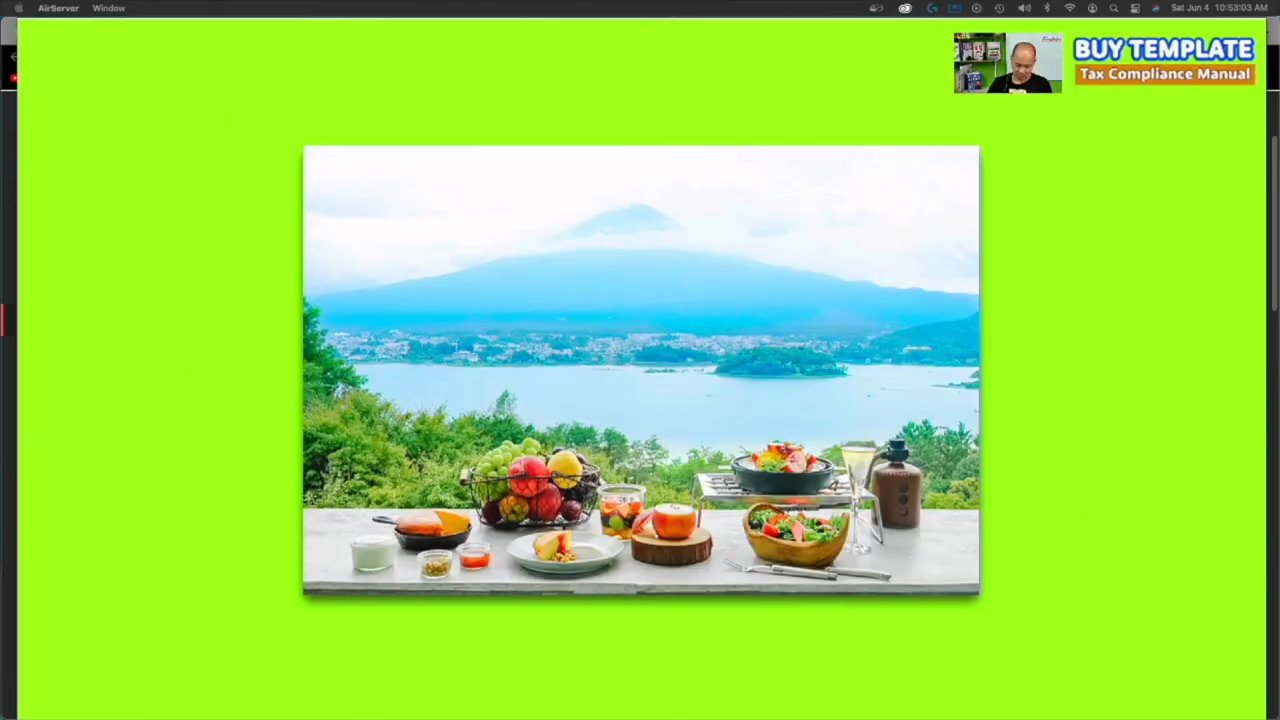 AirServer Window Sat Jun 4 10:53:03 AM
BUY TEMPLATE
Tax Compliance Manual